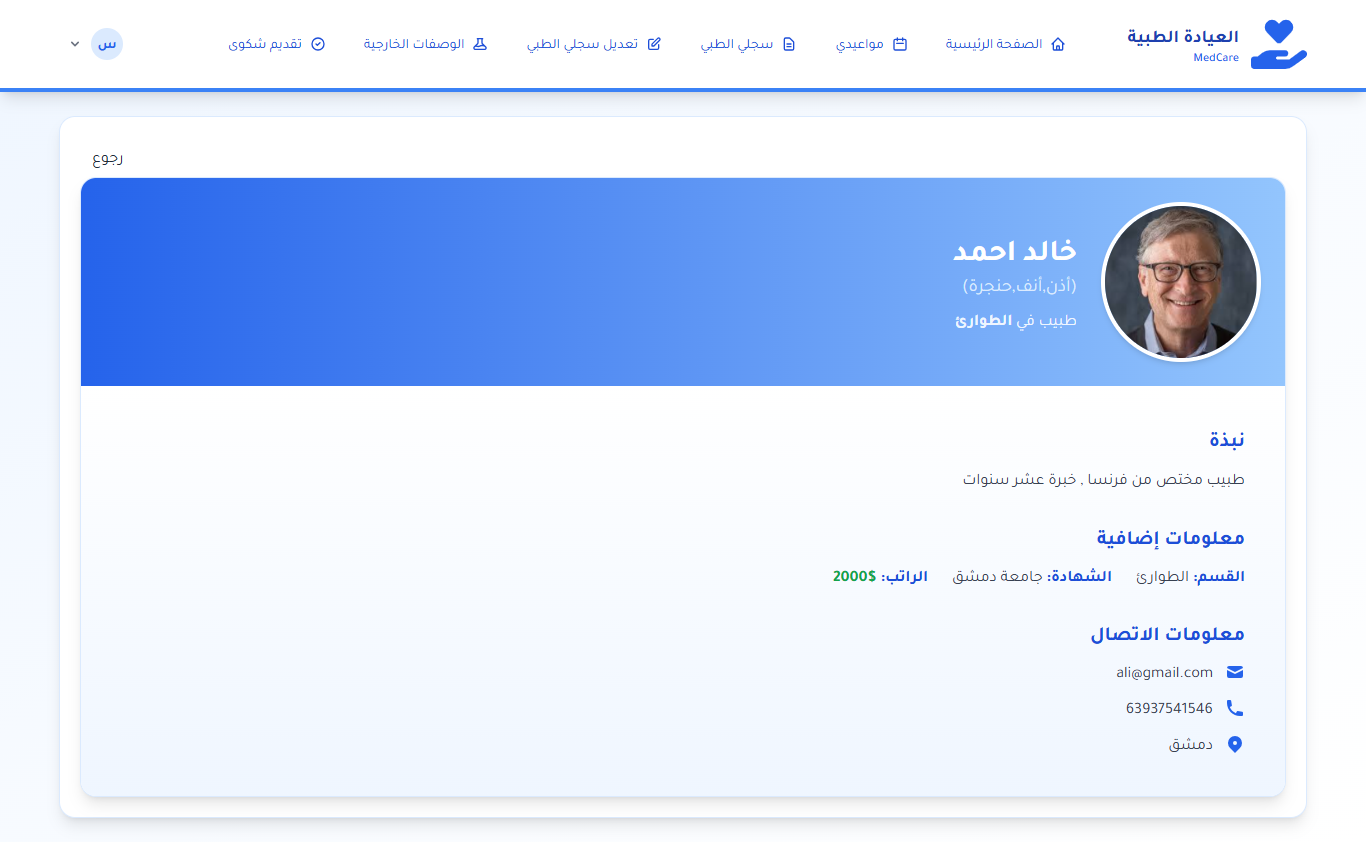 العيادة الطبية
MedCare
الصفحة الرئيسية
مواعيدي
سجلي الطبي
تعديل سجلي الطبي
الوصفات الخارجية
تقديم شكوى
س
رجوع
خالد احمد
(أذن,أنف,حنجرة)
طبيب في الطوارئ
نبذة
طبيب مختص من فرنسا , خبرة عشر سنوات
معلومات إضافية
القسم: الطوارئ الشهادة: جامعة دمشق الراتب: 2000$
معلومات الاتصال
ali@gmail.com
63937541546
دمشق